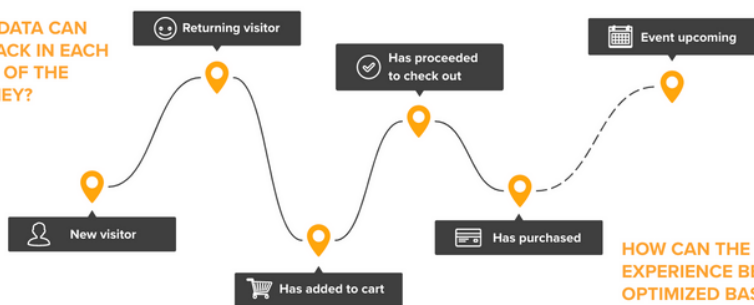 DATA CAN
ACK IN EACH
OF THE
EY?
Returning visitor
Has proceeded
to check out
Event upcoming
New visitor
Has added to cart
Has purchased
HOW CAN THE
EXPERIENCE
OPTIMIZED